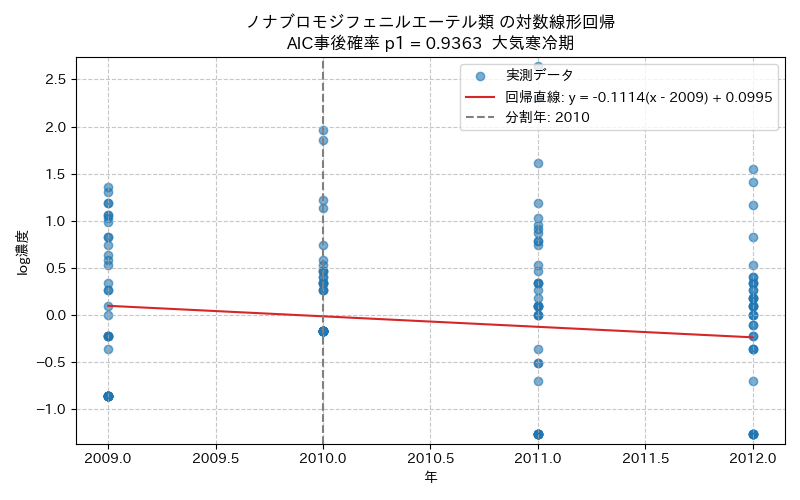 ノナブロモジフェニルエーテル類 の対数線形回帰
AIC事後確率 p1 = 0.9363  大気寒冷期
実測データ
回帰直線: y = -0.1114(x - 2009) + 0.0995
分割年: 2010
log濃度
2.5
2.0
1.5
1.0
0.5
0.0
−0.5
−1.0
2009.0
2009.5
2010.0
2010.5
2011.0
2011.5
2012.0
年